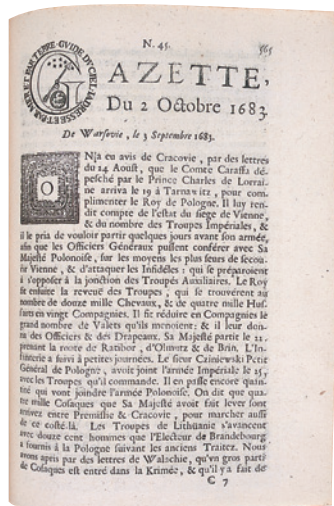 N. 45.
565
GAZETTE,
Du 2 Octobre 1683.
De Warsovie, le 3 Septembre 1683.
ON a eu avis de Cracovie, par des lettres
du 14 Aoust, que le Comte Caraffa dé-
pesché par le Prince Charles de Lorrai-
ne arriva le 19 à Tarnavitz, pour com-
plimenter le Roy de Pologne. Il luy ren-
dit compte de l'estat du siege de Vienne,
& du nombre des Troupes Impériales, &
il le pria de vouloir partir quelques jours avant son armée,
afin que les Officiers Généraux pussent conférer avec Sa
Majesté Polonoise, sur les moyens les plus seurs de secou-
rir Vienne, & d'attaquer les Infidéles: qui se préparoient
à s'opposer à la jonction des Troupes Auxiliaires. Le Roy
fit ensuite la reveuë des Troupes, qui se trouvérent au
nombre de douze mille Chevaux, & de quatre mille Hus-
sarts en vingt Compagnies. Il fit réduire en Compagnies le
grand nombre de Valets qu'ils menoient: & il leur don-
na des Officiers & des Drapeaux. Sa Majesté partit le 22.
prenant la route de Ratibor, d'Olmutz & de Brin. L'In-
fanterie a suivi à petites journées. Le sieur Cziniewski Petit
Général de Pologne, avoit joint l'armée Impériale le 25,
avec les Troupes qu'il commande. Il en passe encore quan-
tité qui vont joindre l'armée Polonoise. On dit que qua-
tre mille Cosaques que Sa Majesté avoit fait lever sont
arrivez entre Premislie & Cracovie, pour marcher aussi
de ce costé-là. Les Troupes de Lithuanie s'avancent
avec douze cent hommes que l'Electeur de Brandebourg
a fournis à la Pologne suivant les anciens Traitez. Nous
avons apris par des lettres de Walachie, qu'un gros parti
de Cosaques est entré dans la Krimée, & qu'il y a fait de
C 7